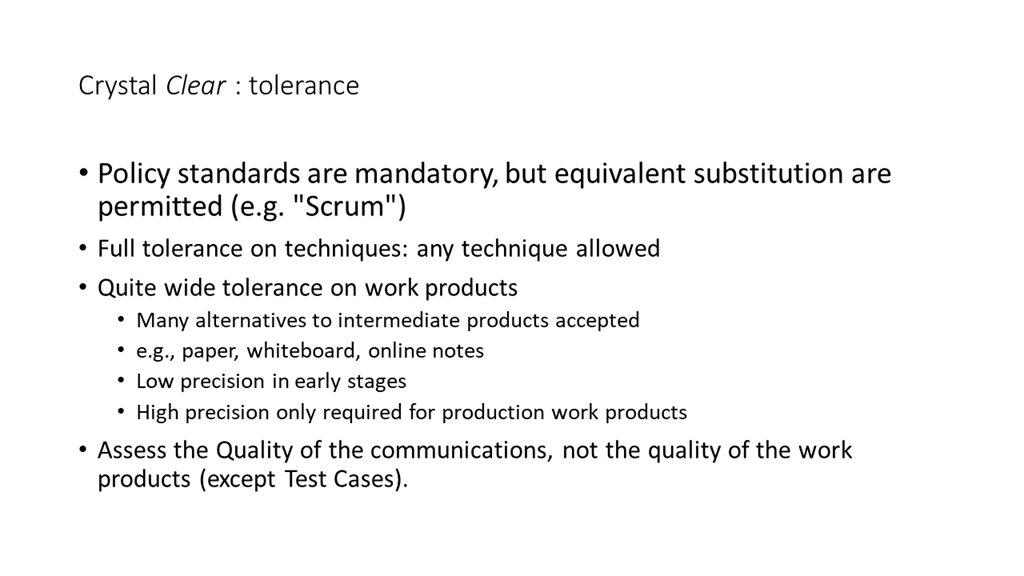 Crystal Clear : tolerance
• Policy standards are mandatory, but equivalent substitution are
permitted (e.g. "Scrum")
• Full tolerance on techniques: any technique allowed
• Quite wide tolerance on work products
• Many alternatives to intermediate products accepted
• e.g., paper, whiteboard, online notes
• Low precision in early stages
• High precision only required for production work products
• Assess the Quality of the communications, not the quality of the work
products (except Test Cases).